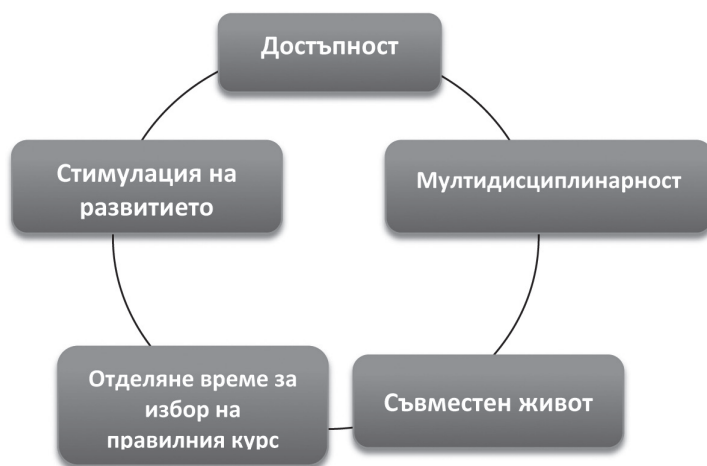 Достъпност
Мултидисциплинарност
Съвместен живот
Отделяне време за
избор на
правилния курс
Стимулация на
развитието